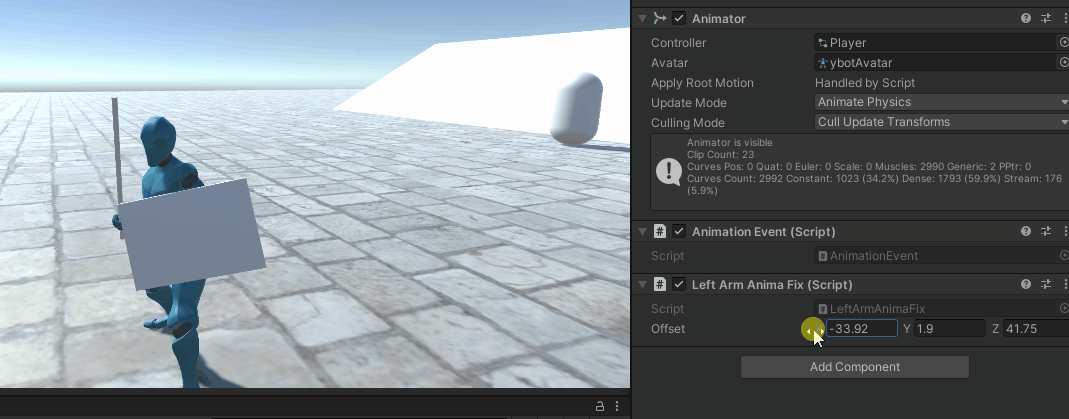 Animator
Controller Player
Avatar ybotAvatar
Apply Root Motion Handled by Script
Update Mode Animate Physics
Culling Mode Cull Update Transforms
Animator is visible
Clip Count: 23
Curves Pos: 0 Quat: 0 Euler: 0 Scale: 0 Muscles: 2990 Generic: 2 PPtr: 0
Curves Count: 2992 Constant: 1023 (34.2%) Dense: 1793 (59.9%) Stream: 176
(5.9%)
# Animation Event (Script)
Script AnimationEvent
# Left Arm Anima Fix (Script)
Script LeftArmAnimaFix
Offset -33.92 Y 1.9 Z 41.75
Add Component